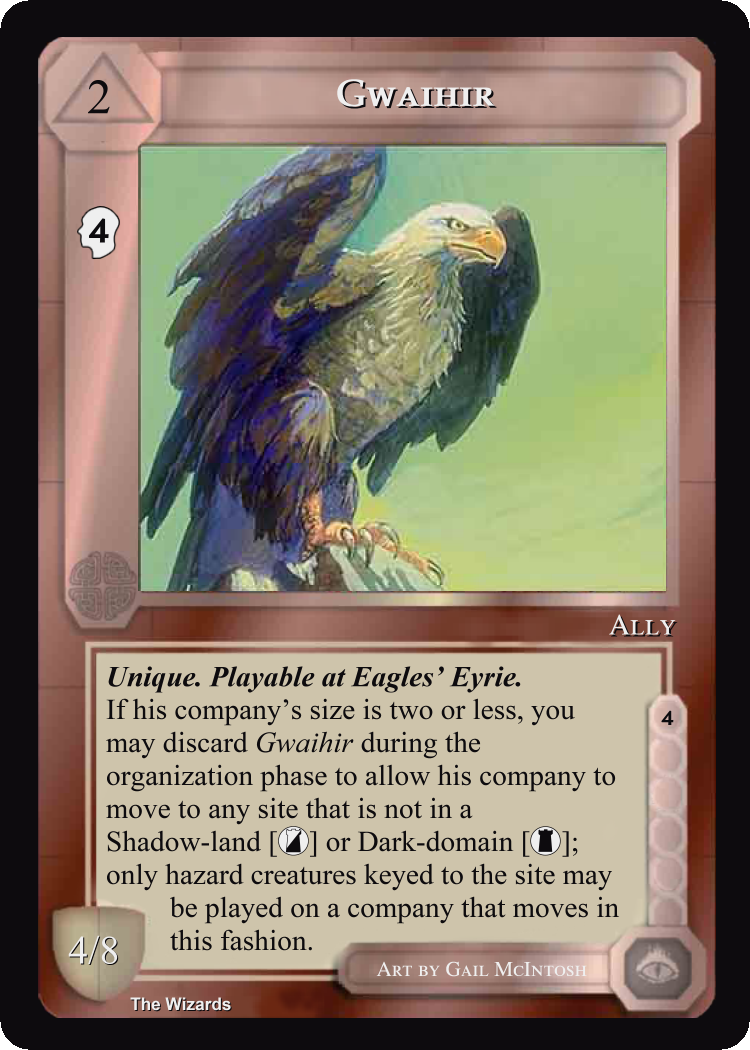 2
Gwaihir
4
Ally
Unique. Playable at Eagles’ Eyrie.
If his company’s size is two or less, you
may discard Gwaihir during the
organization phase to allow his company to
move to any site that is not in a
Shadow-land [] or Dark-domain [];
only hazard creatures keyed to the site may
be played on a company that moves in
this fashion.
4
4/8
Art by Gail McIntosh
The Wizards